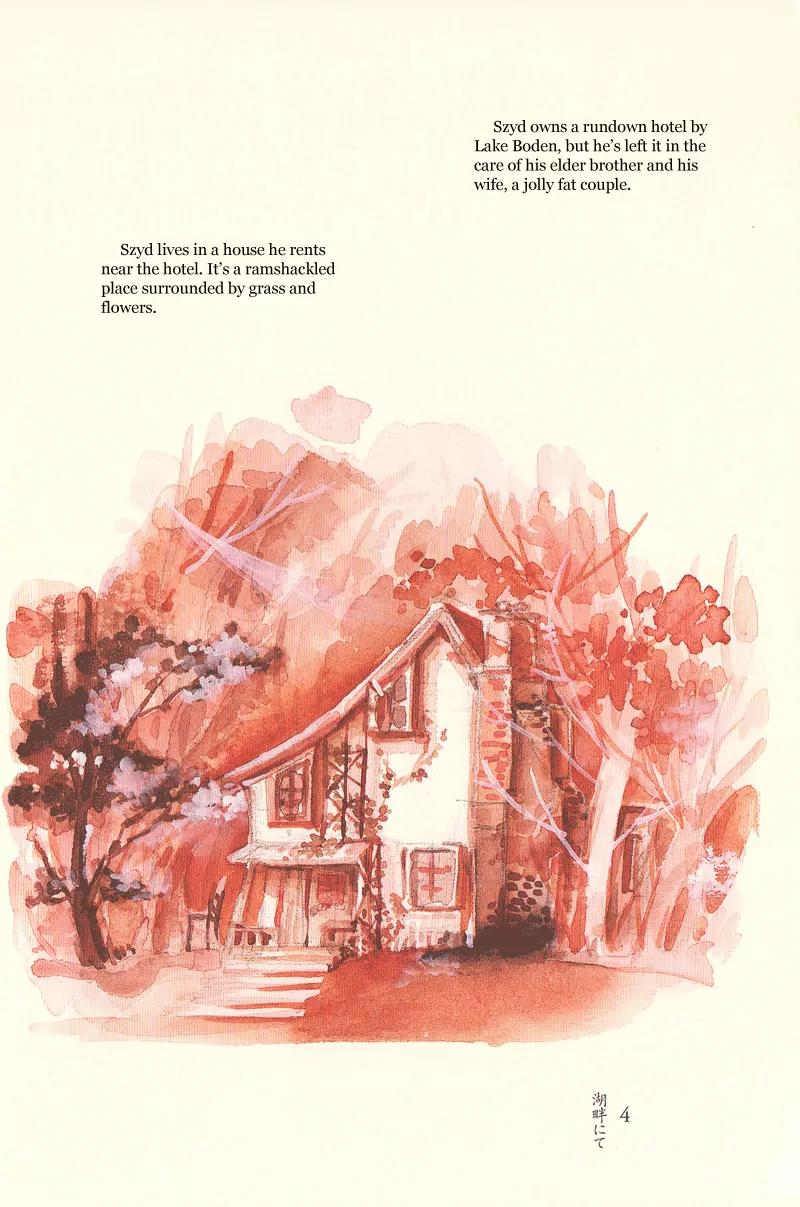 Szyd owns a rundown hotel by
Lake Boden, but he’s left it in the
care of his elder brother and his
wife, a jolly fat couple.
Szyd lives in a house he rents
near the hotel. It’s a ramshackled
place surrounded by grass and
flowers.
湖畔にて
4